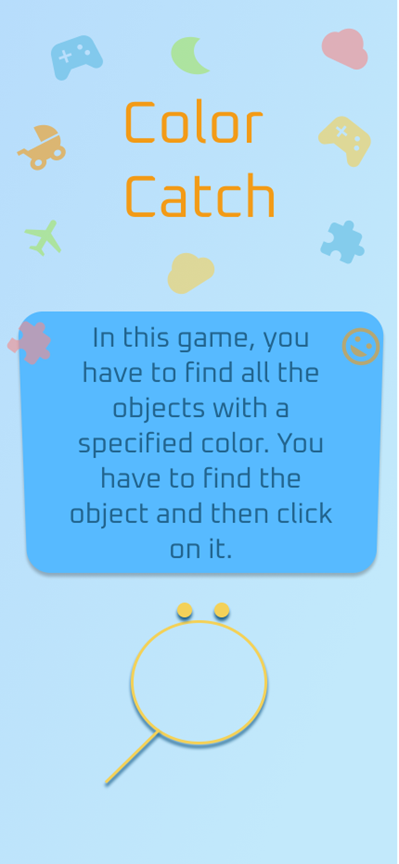 Color
Catch
In this game, you
have to find all the
objects with a
specified color. You
have to find the
object and then click
on it.